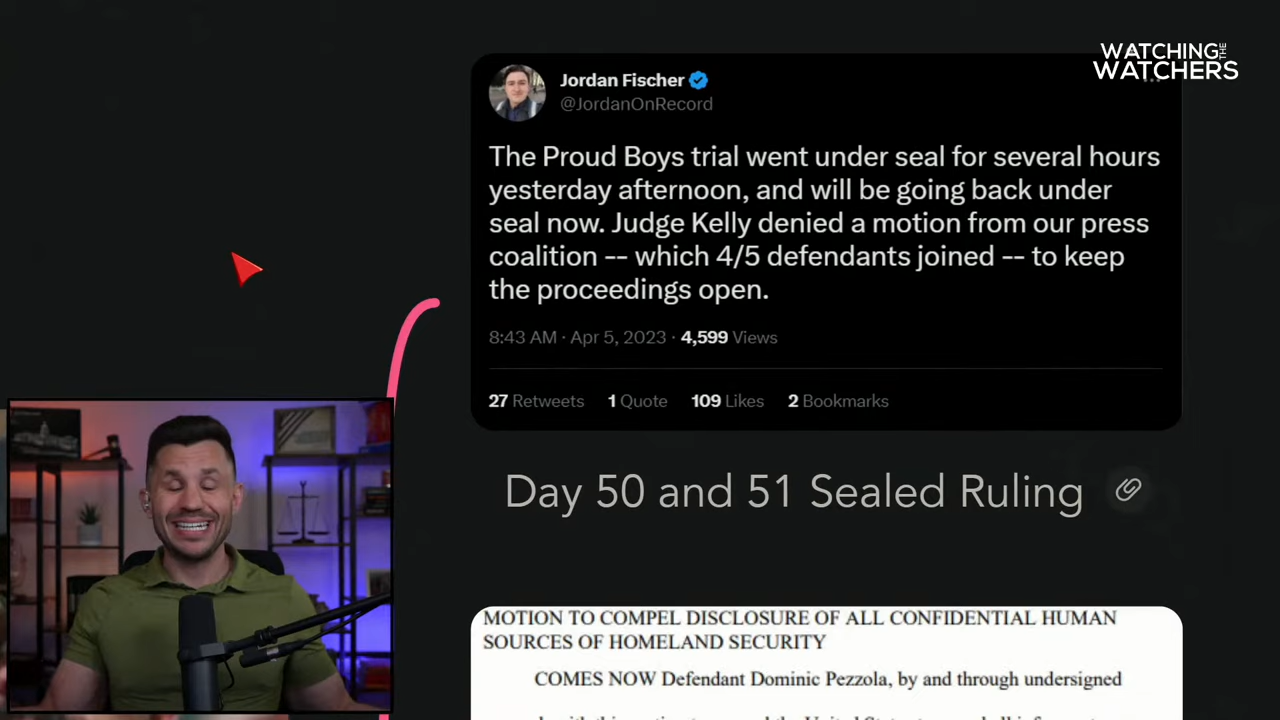 WATCHING THE
WATCHERS
Jordan Fischer
@JordanOnRecord
The Proud Boys trial went under seal for several hours
yesterday afternoon, and will be going back under
seal now. Judge Kelly denied a motion from our press
coalition -- which 4/5 defendants joined -- to keep
the proceedings open.
8:43 AM · Apr 5, 2023 · 4,599 Views
27 Retweets 1 Quote 109 Likes 2 Bookmarks
Day 50 and 51 Sealed Ruling
MOTION TO COMPEL DISCLOSURE OF ALL CONFIDENTIAL HUMAN
SOURCES OF HOMELAND SECURITY
COMES NOW Defendant Dominic Pezzola, by and through undersigned